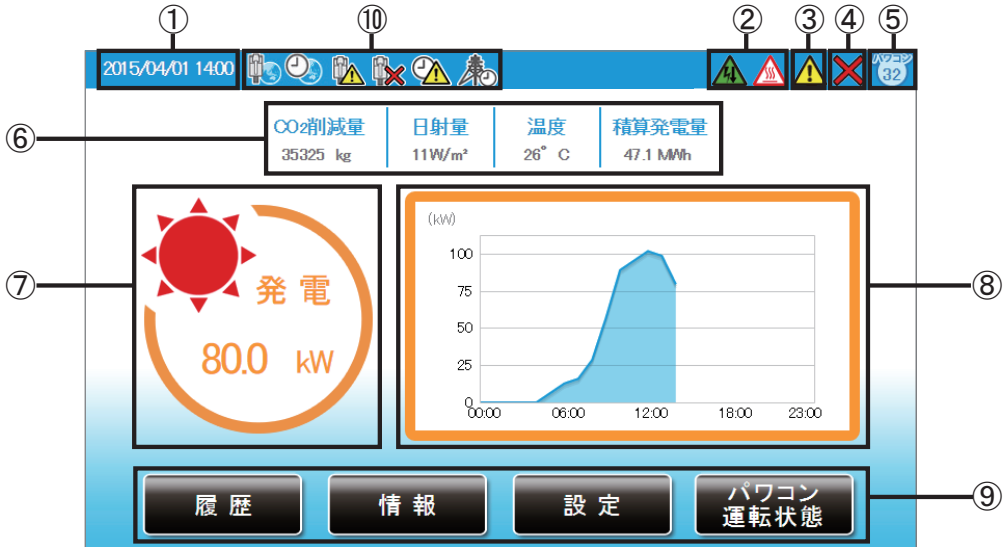 ① ⑩ ② ③ ④ ⑤
2015/04/01 14:00
パワコン
32
⑥
CO2削減量 日射量 温度 積算発電量
35325 kg 11W/m² 26° C 47.1 MWh
⑦
発電
80.0 kW
⑧
(kW)
100
75
50
25
0
00:00 06:00 12:00 18:00 23:00
⑨
履歴 情報 設定 パワコン
運転状態